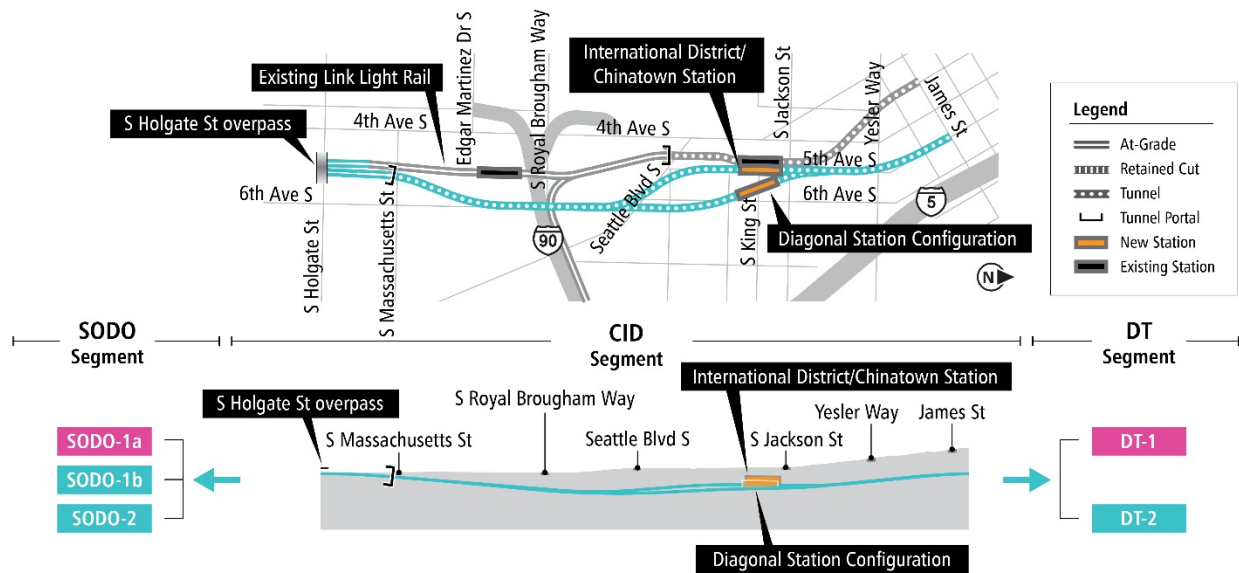 International District/
Chinatown Station
Existing Link Light Rail
S Holgate St overpass
Edgar Martinez Dr S
S Royal Brougham Way
S Jackson St
Yesler Way
James St
4th Ave S
4th Ave S
5th Ave S
6th Ave S
6th Ave S
S Holgate St
S Massachusetts St
Seattle Blvd S
S King St
90
5
Diagonal Station Configuration
N
Legend
At-Grade
Retained Cut
Tunnel
Tunnel Portal
New Station
Existing Station
SODO
Segment
CID
Segment
DT
Segment
International District/Chinatown Station
S Holgate St overpass
S Royal Brougham Way
Yesler Way
James St
S Massachusetts St
Seattle Blvd S
S Jackson St
SODO-1a
SODO-1b
SODO-2
DT-1
DT-2
Diagonal Station Configuration